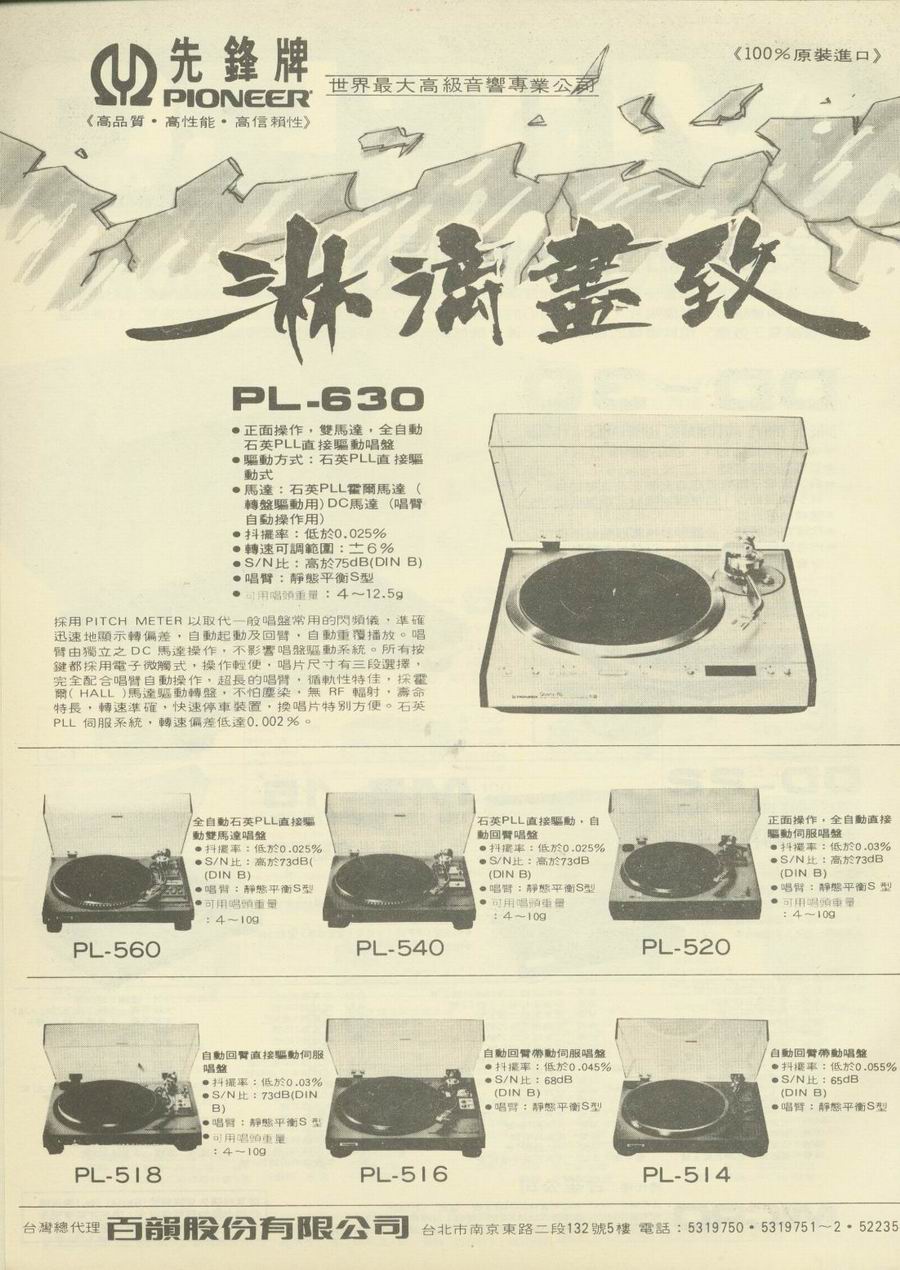 先鋒牌
PIONEER
《高品質・高性能・高信賴性》
世界最大高級音響專業公司
《100%原裝進口》
淋漓盡致
PL-630
●正面操作，雙馬達，全自動
石英PLL直接驅動唱盤
●驅動方式：石英PLL直接驅
動式
●馬達：石英PLL霍爾馬達（
轉盤驅動用）DC馬達（唱臂
自動操作用）
●抖擺率：低於0.025%
●轉速可調範圍：±6%
●S/N比：高於75dB(DIN B)
●唱臂：靜態平衡S型
●可用唱頭重量：4～12.5g
採用PITCH METER以取代一般唱盤常用的閃頻儀，準確
迅速地顯示轉偏差，自動起動及回臂，自動重覆播放。唱
臂由獨立之DC馬達操作，不影響唱盤驅動系統。所有按
鍵都採用電子微觸式，操作輕便，唱片尺寸有三段選擇，
完全配合唱臂自動操作，超長的唱臂，循軌性特佳，採霍
爾(HALL)馬達驅動轉盤，不怕塵染，無RF輻射，壽命
特長，轉速準確，快速停車裝置，換唱片特別方便。石英
PLL伺服系統，轉速偏差低達0.002%。
全自動石英PLL直接驅
動雙馬達唱盤
●抖擺率：低於0.025%
●S/N比：高於73dB(
(DIN B)
●唱臂：靜態平衡S型
●可用唱頭重量
：4～10g
PL-560
石英PLL直接驅動，自
動回臂唱盤
●抖擺率：低於0.025%
●S/N比：高於73dB
(DIN B)
●唱臂：靜態平衡S型
●可用唱頭重量
：4～10g
PL-540
正面操作，全自動直接
驅動伺服唱盤
●抖擺率：低於0.03%
●S/N比：高於73dB
(DIN B)
●唱臂：靜態平衡S型
●可用唱頭重量
：4～10g
PL-520
自動回臂直接驅動伺服
唱盤
●抖擺率：低於0.03%
●S/N比：73dB(DIN
B)
●唱臂：靜態平衡S型
●可用唱頭重量
：4～10g
PL-518
自動回臂帶動伺服唱盤
●抖擺率：低於0.045%
●S/N比：68dB
(DIN B)
●唱臂：靜態平衡S型
PL-516
自動回臂帶動唱盤
●抖擺率：低於0.055%
●S/N比：65dB
(DIN B)
●唱臂：靜態平衡S型
PL-514
台灣總代理 百韻股份有限公司 台北市南京東路二段132號5樓 電話：5319750・5319751～2・52235